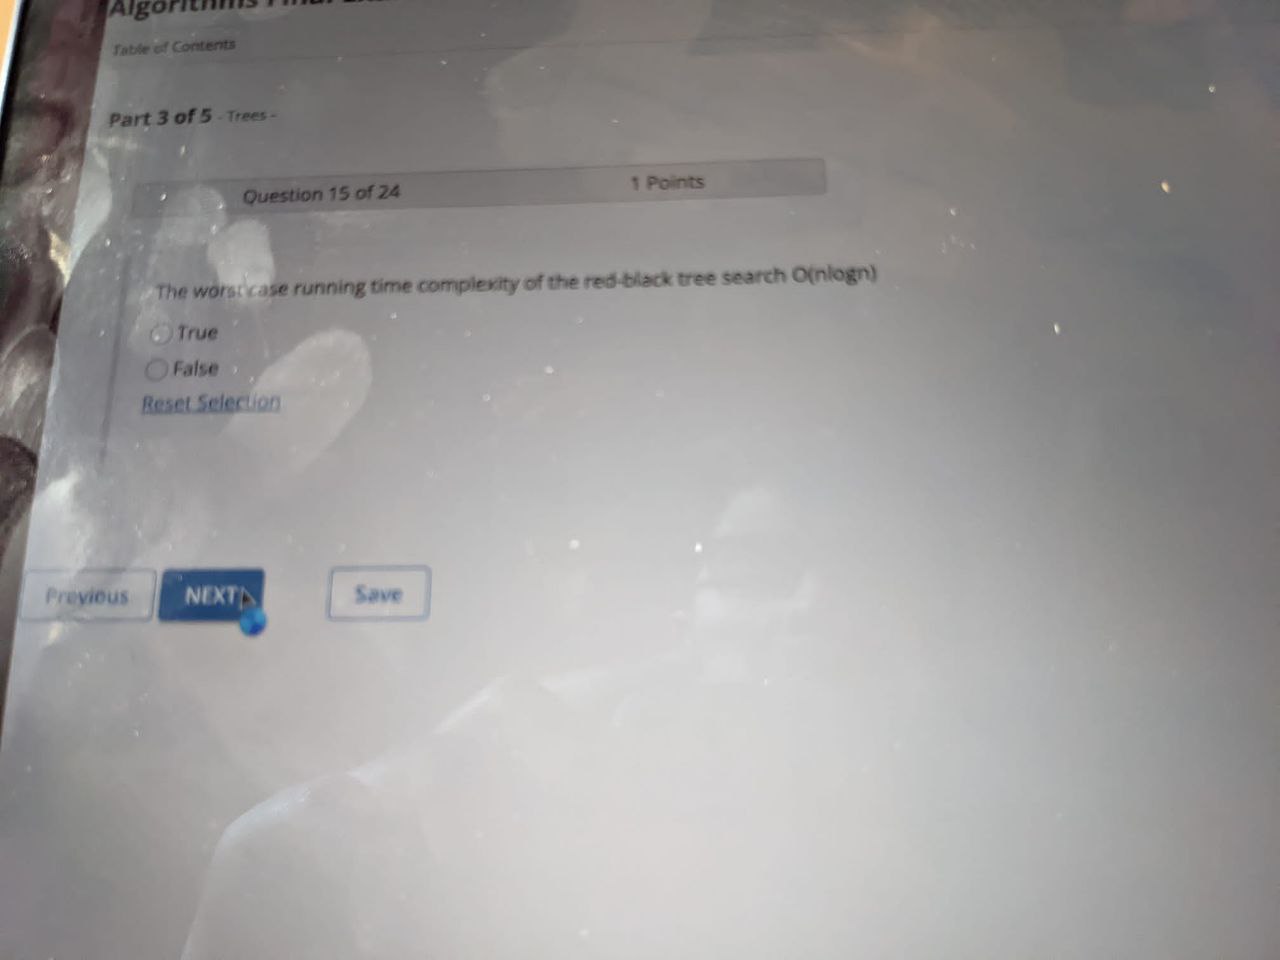 Algorithms Final
Table of Contents
Part 3 of 5 - Trees -
Question 15 of 24 1 Points
The worst case running time complexity of the red-black tree search O(nlogn)
True
False
Reset Selection
Previous NEXT Save